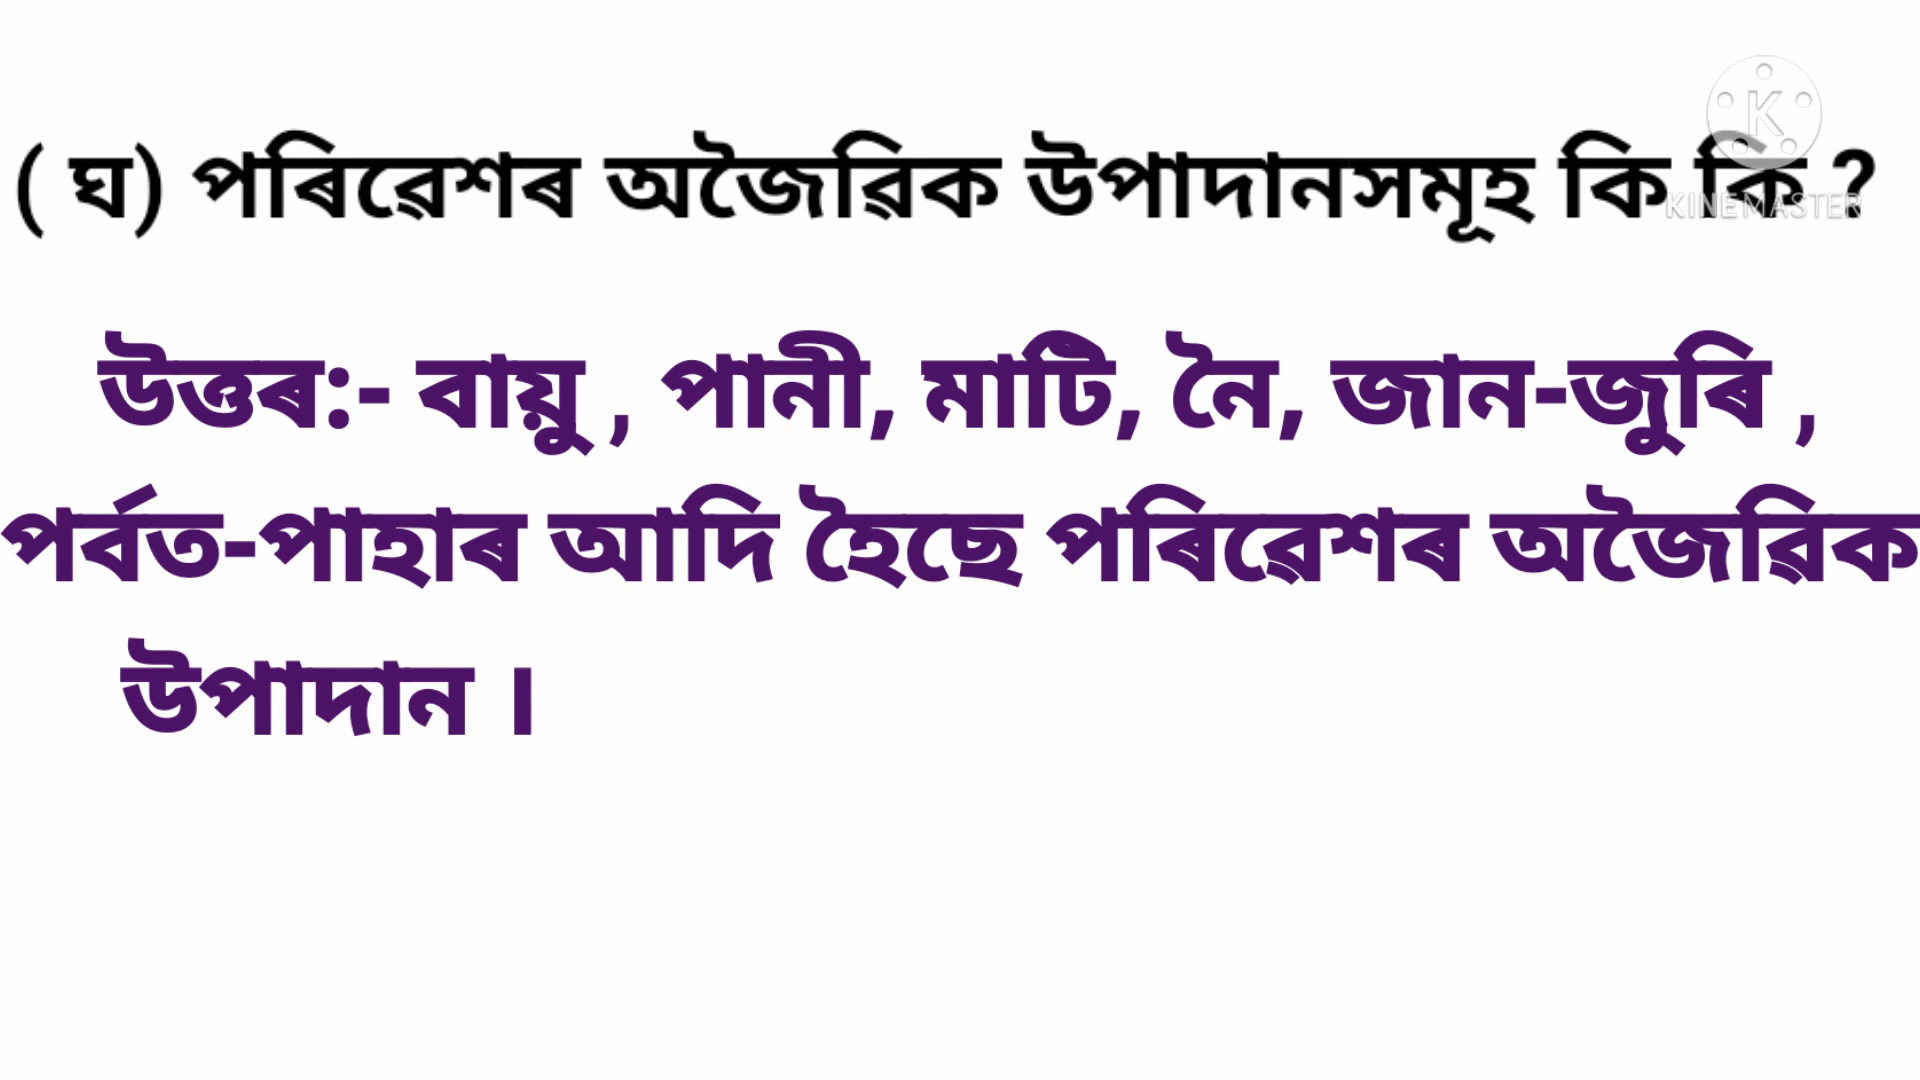 ( ঘ) পৰিৱেশৰ অজৈৱিক উপাদানসমূহ কি কি ?
KINEMASTER
উত্তৰ:- বায়ু , পানী, মাটি, নৈ, জান-জুৰি ,
পৰ্বত-পাহাৰ আদি হৈছে পৰিৱেশৰ অজৈৱিক
উপাদান ।